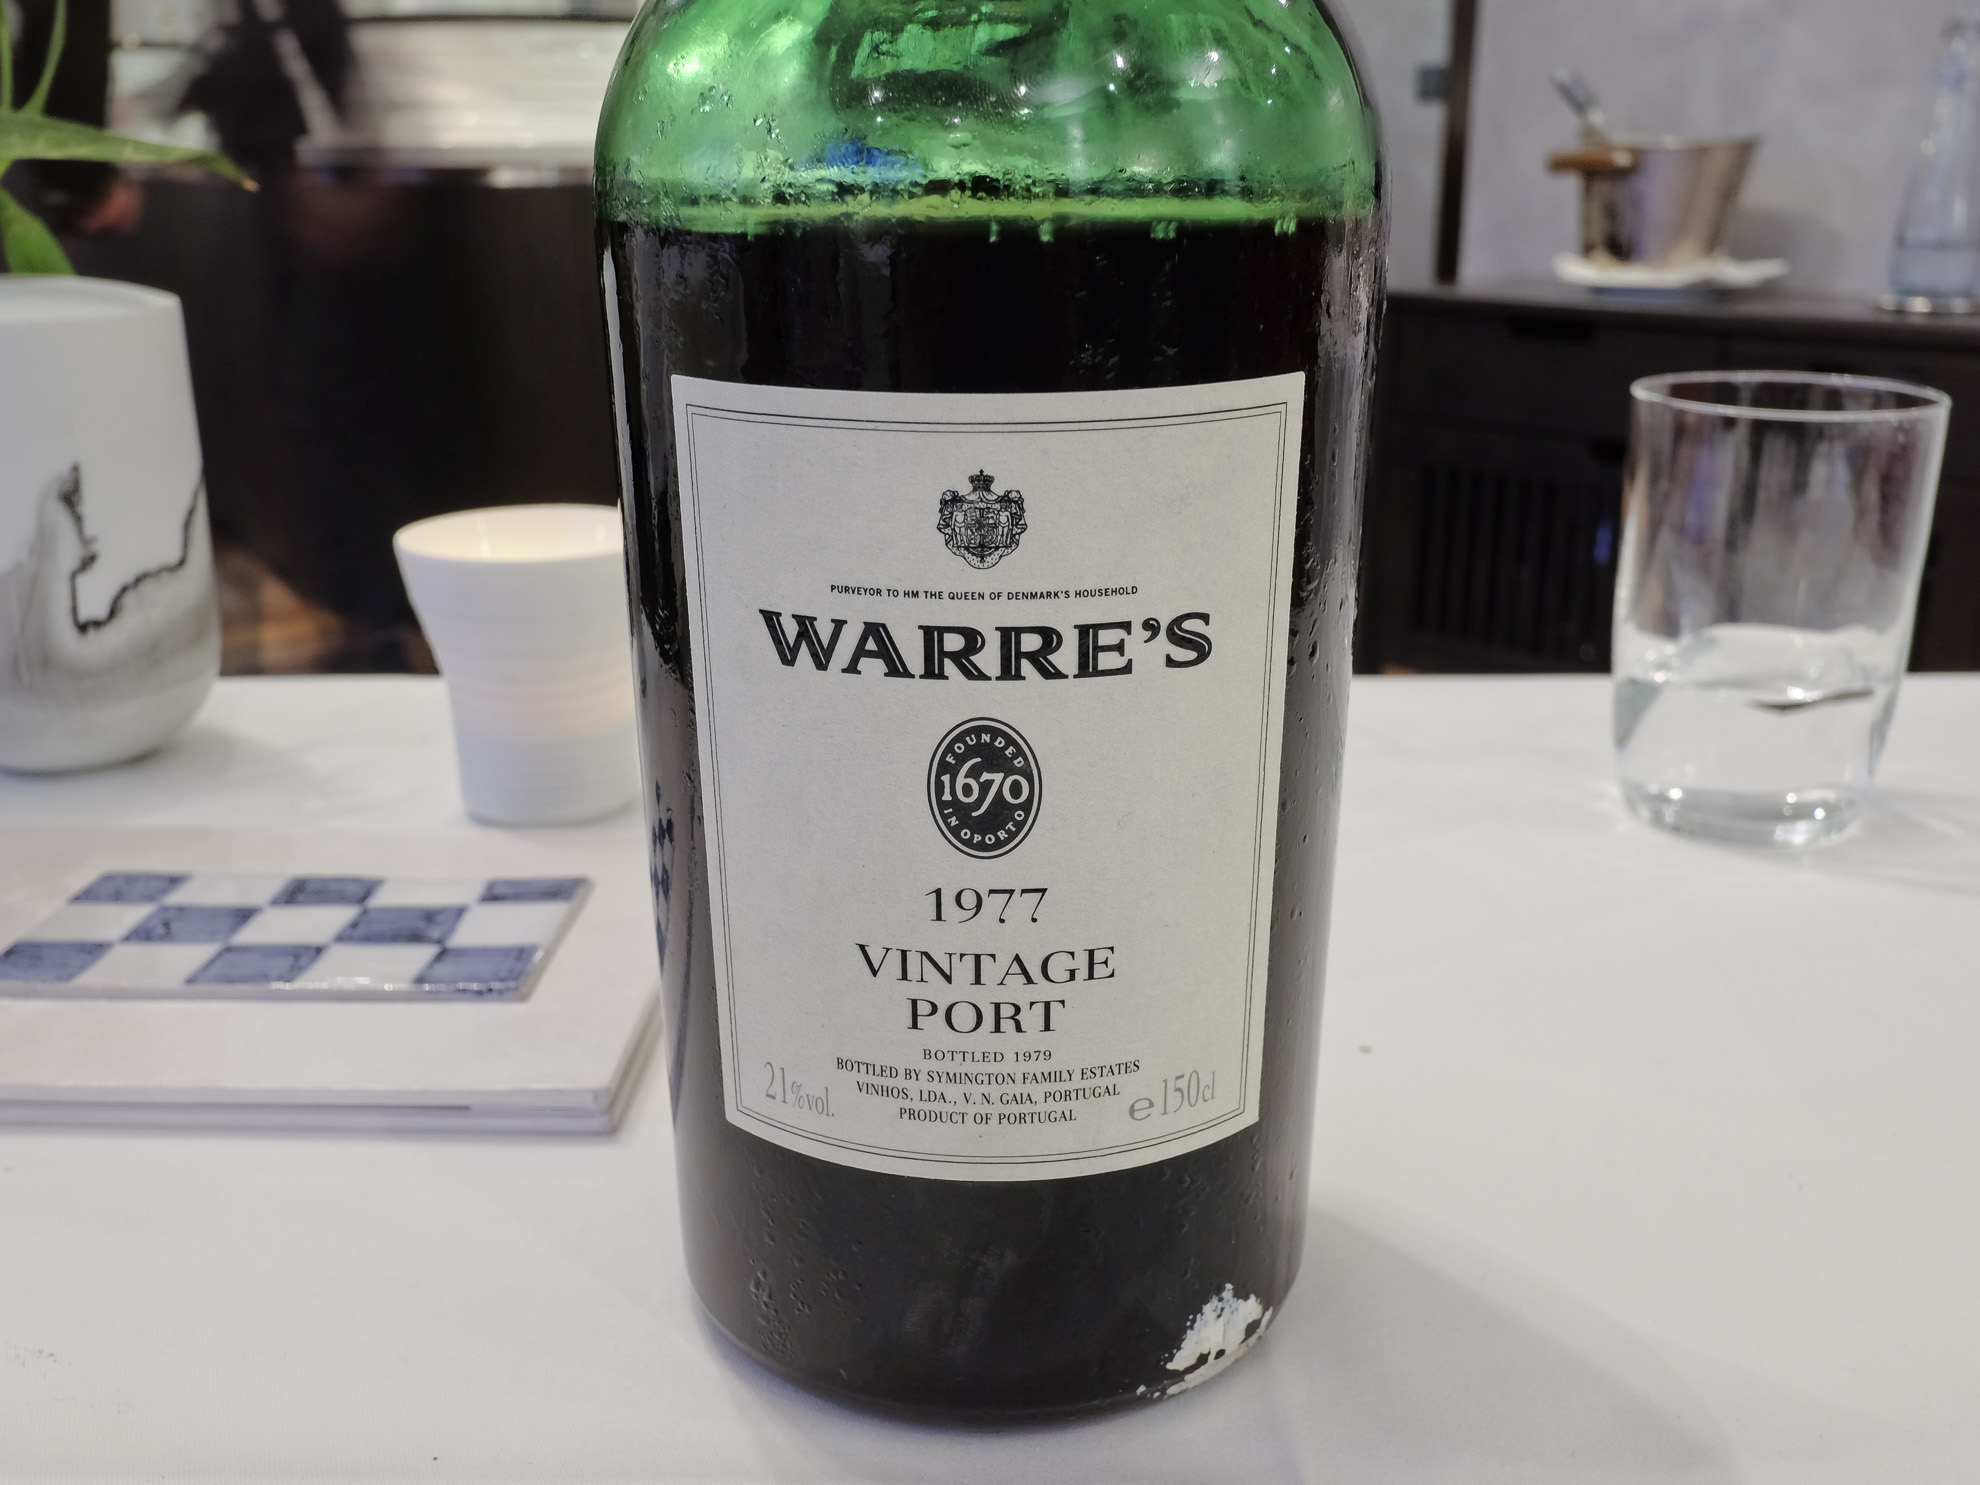 PURVEYOR TO HM THE QUEEN OF DENMARK'S HOUSEHOLD
WARRE'S
FOUNDED
1670
IN OPORTO
1977
VINTAGE
PORT
BOTTLED 1979
BOTTLED BY SYMINGTON FAMILY ESTATES
VINHOS, LDA., V. N. GAIA, PORTUGAL
PRODUCT OF PORTUGAL
21%vol.
e150cl